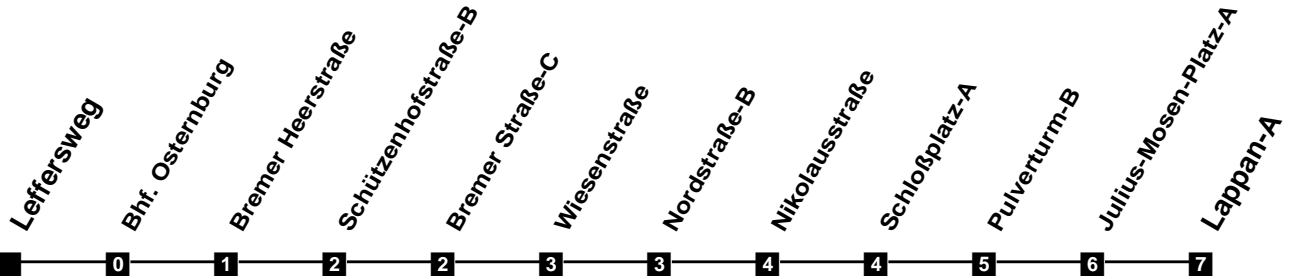 Leffersweg
Bhf. Osternburg
Bremer Heerstraße
Schützenhofstraße-B
Bremer Straße-C
Wiesenstraße
Nordstraße-B
Nikolausstraße
Schloßplatz-A
Pulverturm-B
Julius-Mosen-Platz-A
Lappan-A
0 1 2 2 3 3 4 4 5 6 7